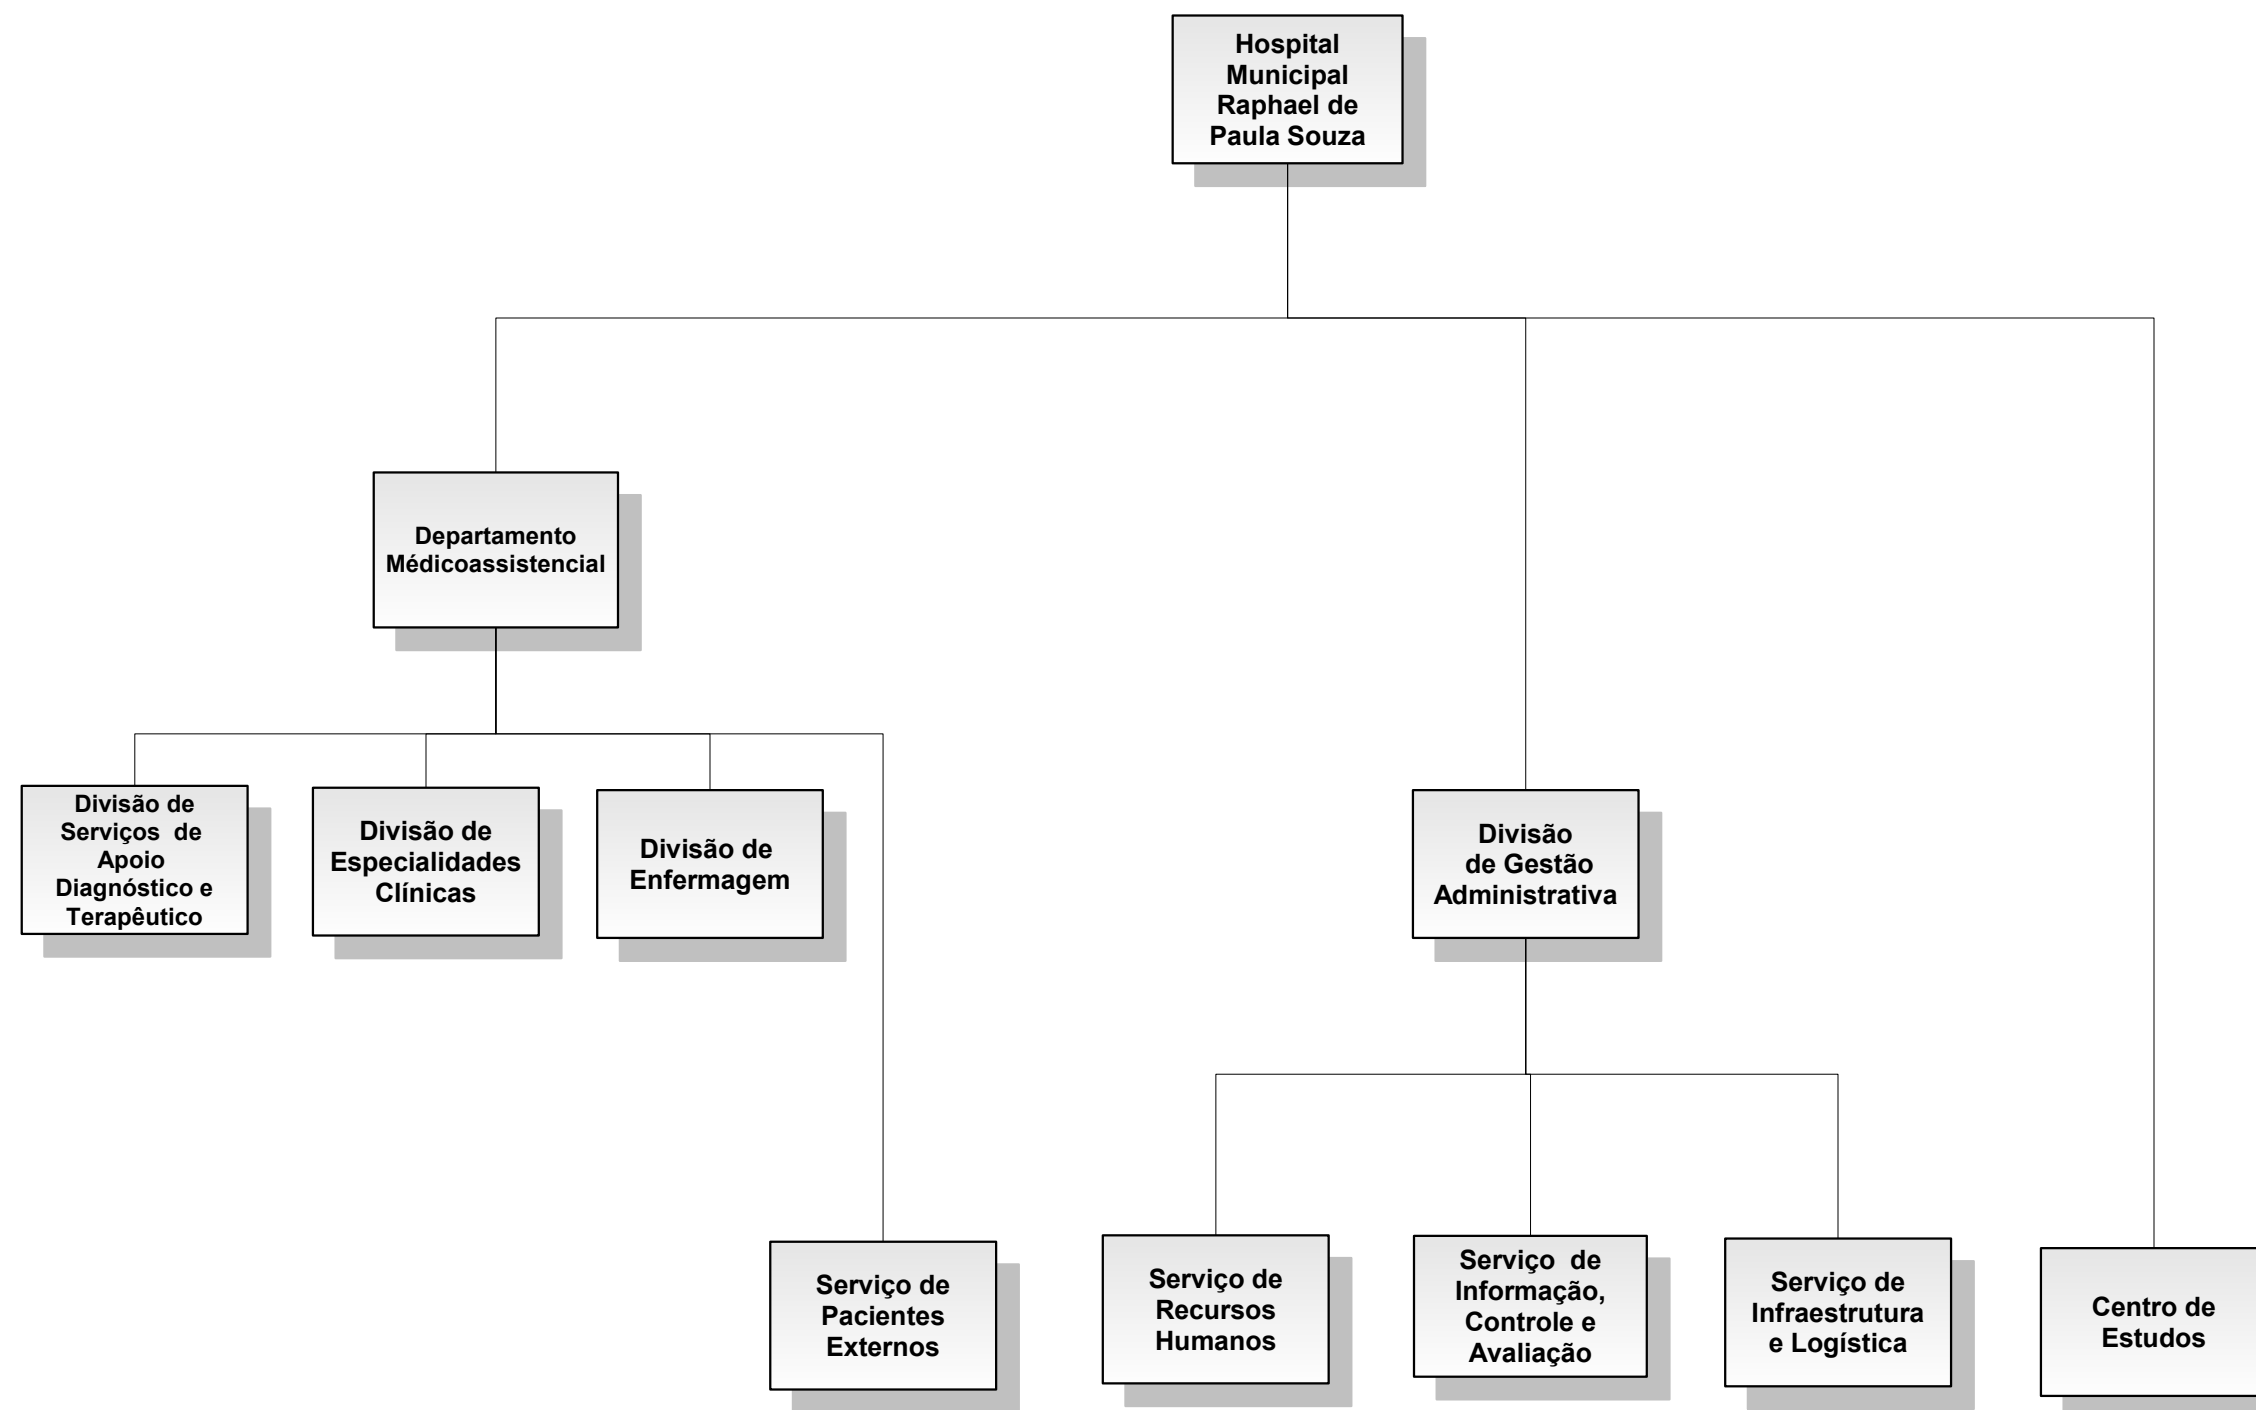 Hospital
Municipal
Raphael de
Paula Souza
Departamento
Médicoassistencial
Divisão de
Serviços  de
Apoio
Diagnóstico e
Terapêutico
Divisão de
Especialidades
Clínicas
Divisão de
Enfermagem
Divisão
de Gestão
Administrativa
Serviço de
Pacientes
Externos
Serviço de
Recursos
Humanos
Serviço  de
Informação,
Controle e
Avaliação
Serviço de
Infraestrutura
e Logística
Centro de
Estudos